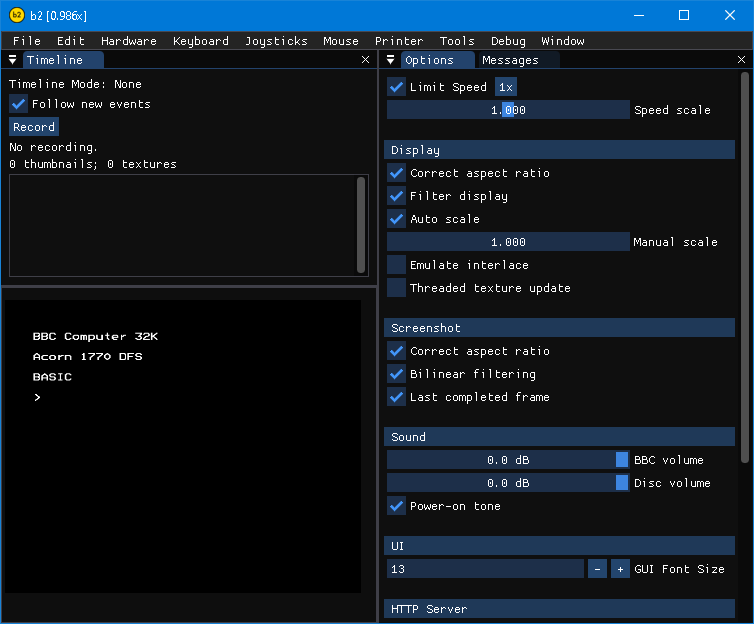 b2 b2 [0.986x]
File Edit Hardware Keyboard Joysticks Mouse Printer Tools Debug Window
Timeline
Timeline Mode: None
Follow new events
Record
No recording.
0 thumbnails; 0 textures
BBC Computer 32K
Acorn 1770 DFS
BASIC
>
Options Messages
Limit Speed 1x
1.000 Speed scale
Display
Correct aspect ratio
Filter display
Auto scale
1.000 Manual scale
Emulate interlace
Threaded texture update
Screenshot
Correct aspect ratio
Bilinear filtering
Last completed frame
Sound
0.0 dB BBC volume
0.0 dB Disc volume
Power-on tone
UI
13 - + GUI Font Size
HTTP Server